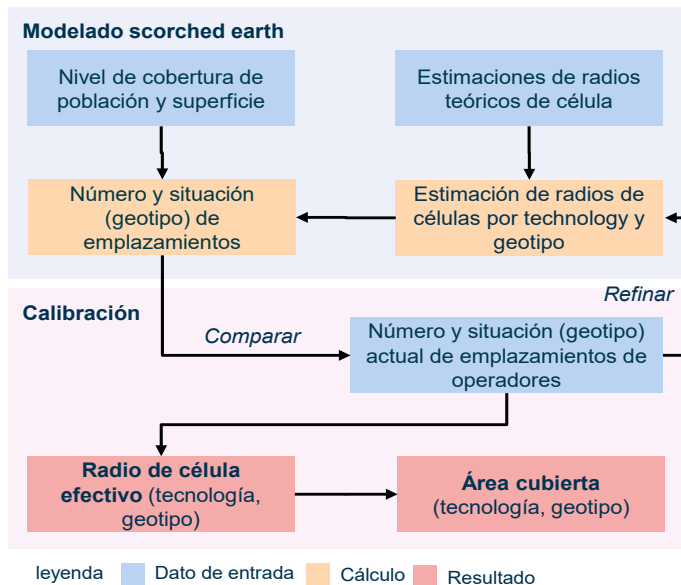 Modelado scorched earth
Nivel de cobertura de
población y superficie
Estimaciones de radios
teóricos de célula
Número y situación
(geotipo) de
emplazamientos
Estimación de radios de
células por technology y
geotipo
Refinar
Calibración
Comparar
Número y situación (geotipo)
actual de emplazamientos de
operadores
Radio de célula
efectivo (tecnología,
geotipo)
Área cubierta
(tecnología, geotipo)
leyenda
Dato de entrada
Cálculo
Resultado